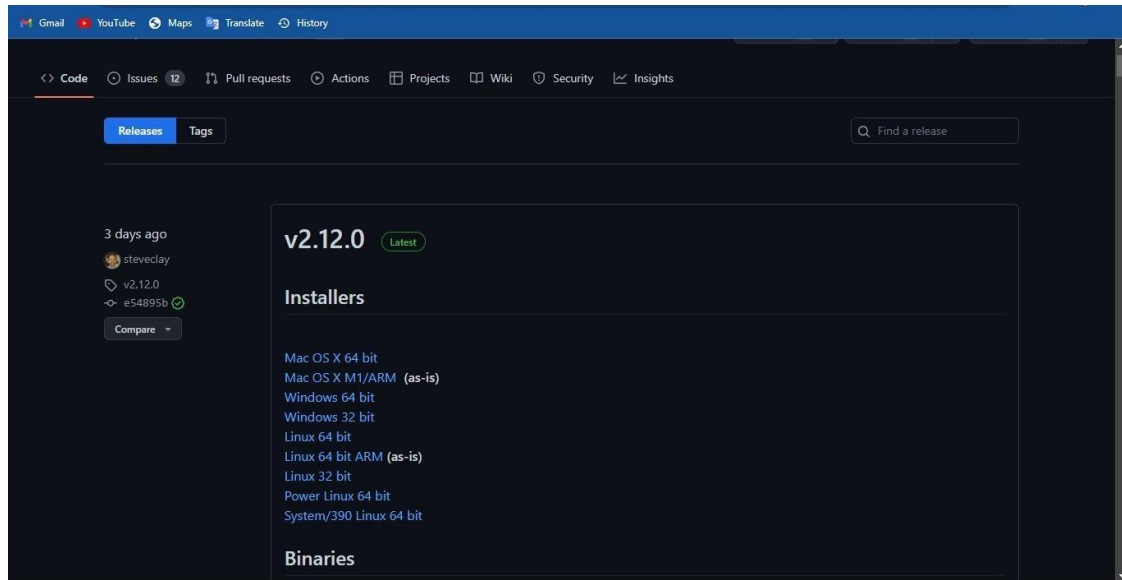 Gmail YouTube Maps Translate History
Code Issues 12 Pull requests Actions Projects Wiki Security Insights
Releases Tags Find a release
3 days ago
steveclay
v2.12.0
e54895b
Compare
v2.12.0 Latest
Installers
Mac OS X 64 bit
Mac OS X M1/ARM (as-is)
Windows 64 bit
Windows 32 bit
Linux 64 bit
Linux 64 bit ARM (as-is)
Linux 32 bit
Power Linux 64 bit
System/390 Linux 64 bit
Binaries